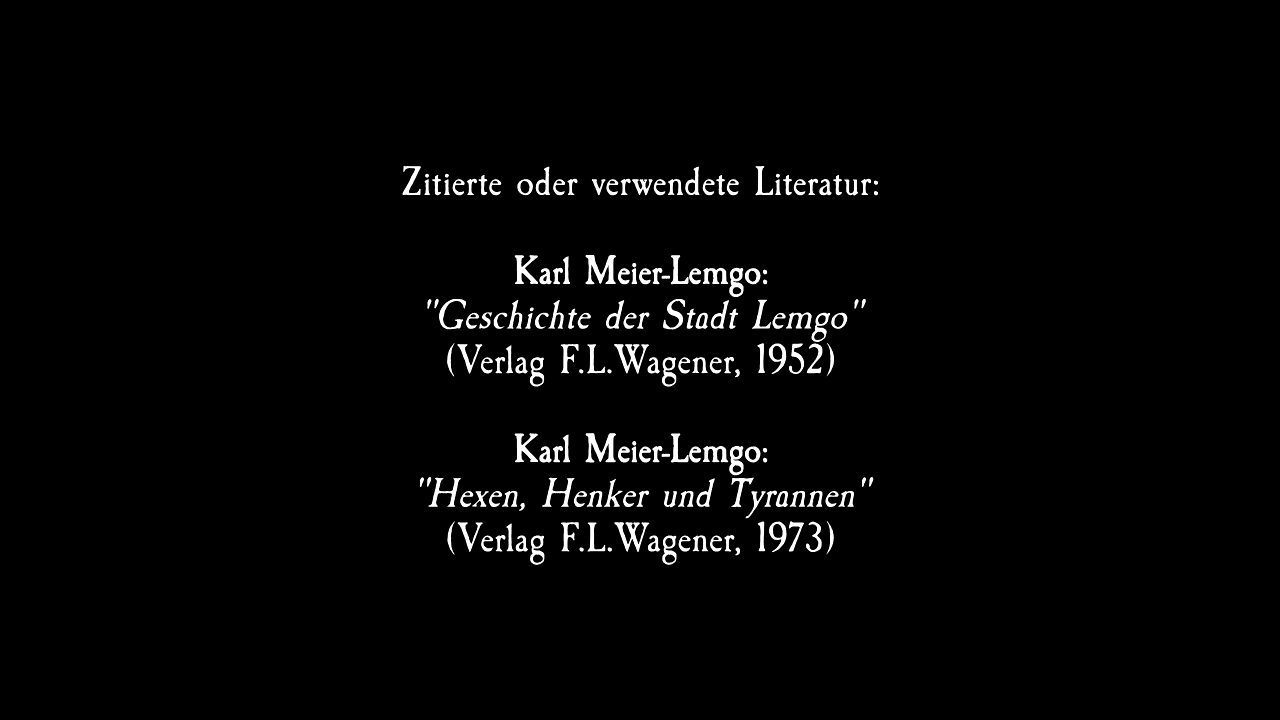 Zitierte oder verwendete Literatur:
Karl Meier-Lemgo:
"Geschichte der Stadt Lemgo"
(Verlag F.L.Wagener, 1952)
Karl Meier-Lemgo:
"Hexen, Henker und Tyrannen"
(Verlag F.L.Wagener, 1973)